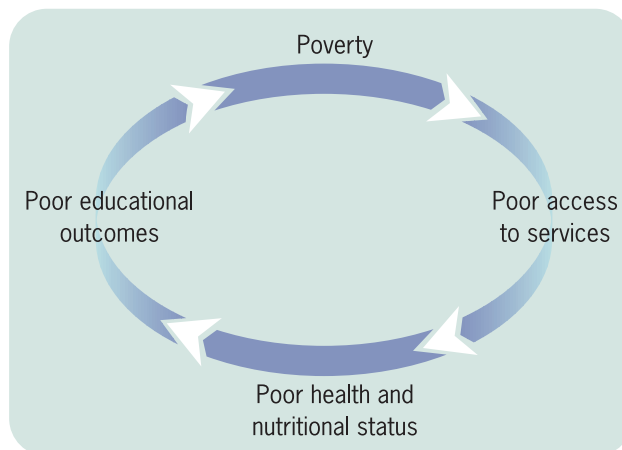 Poverty
Poor access
to services
Poor health and
nutritional status
Poor educational
outcomes